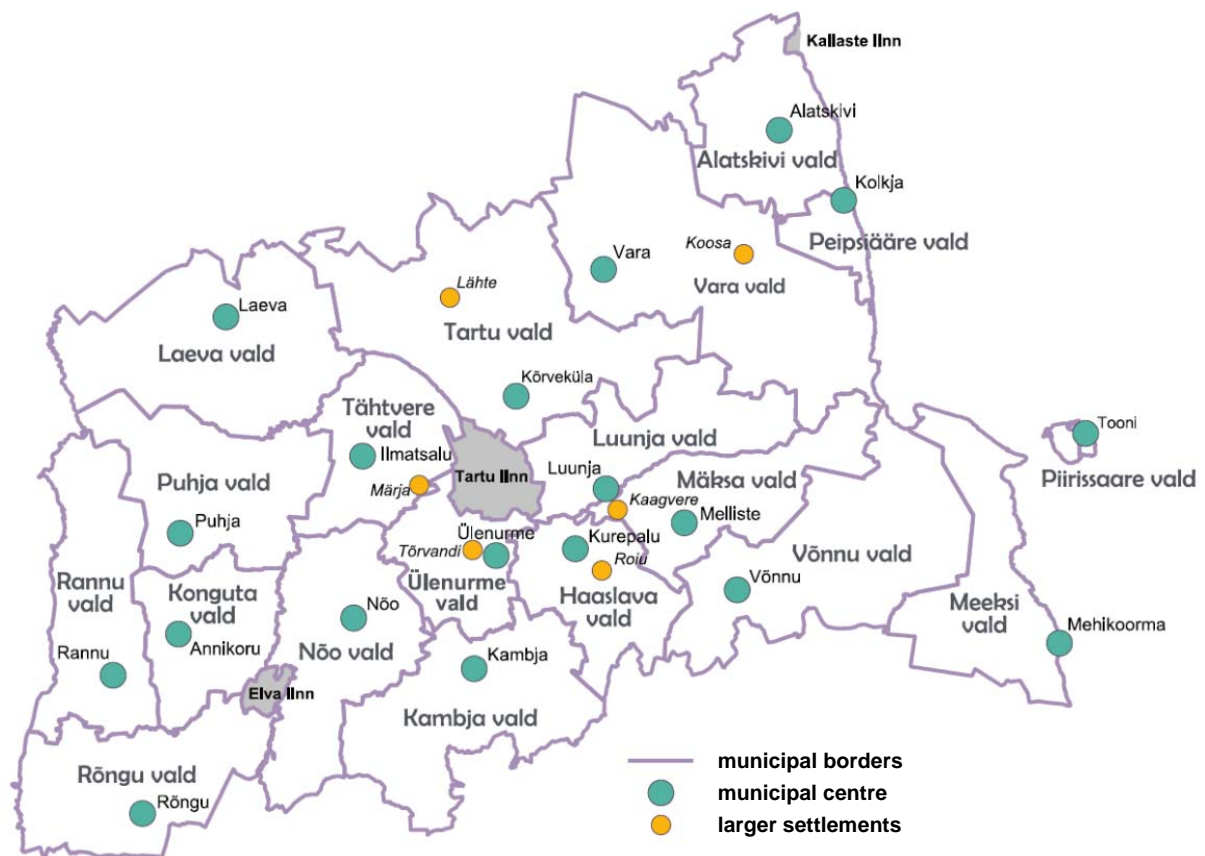 Kallaste linn
Alatskivi
Alatskivi vald
Kolkja
Peipsiääre vald
Vara
Koosa
Vara vald
Lähte
Tartu vald
Laeva
Laeva vald
Kõrveküla
Tähtvere
vald
Ilmatsalu
Märja
Tartu linn
Luunja vald
Luunja
Kaagvere
Mäksa vald
Melliste
Tooni
Piirissaare vald
Puhja vald
Puhja
Ülenurme
Tõrvandi
Ülenurme
vald
Kurepalu
Roiu
Haaslava
vald
Võnnu vald
Võnnu
Meeksi
vald
Mehikoorma
Rannu
vald
Rannu
Konguta
vald
Annikoru
Nõo
Nõo vald
Elva linn
Kambja
Kambja vald
Rõngu vald
Rõngu
municipal borders
municipal centre
larger settlements